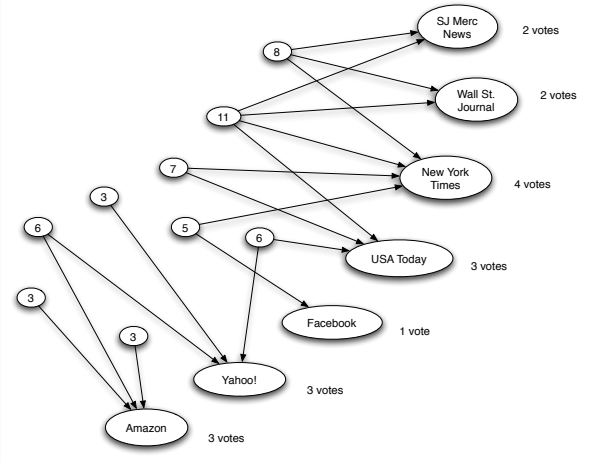 SJ Merc
News
2 votes
8
Wall St.
Journal
2 votes
11
7
New York
Times
4 votes
3
6
5
6
USA Today
3 votes
3
Facebook
1 vote
3
Yahoo!
3 votes
Amazon
3 votes